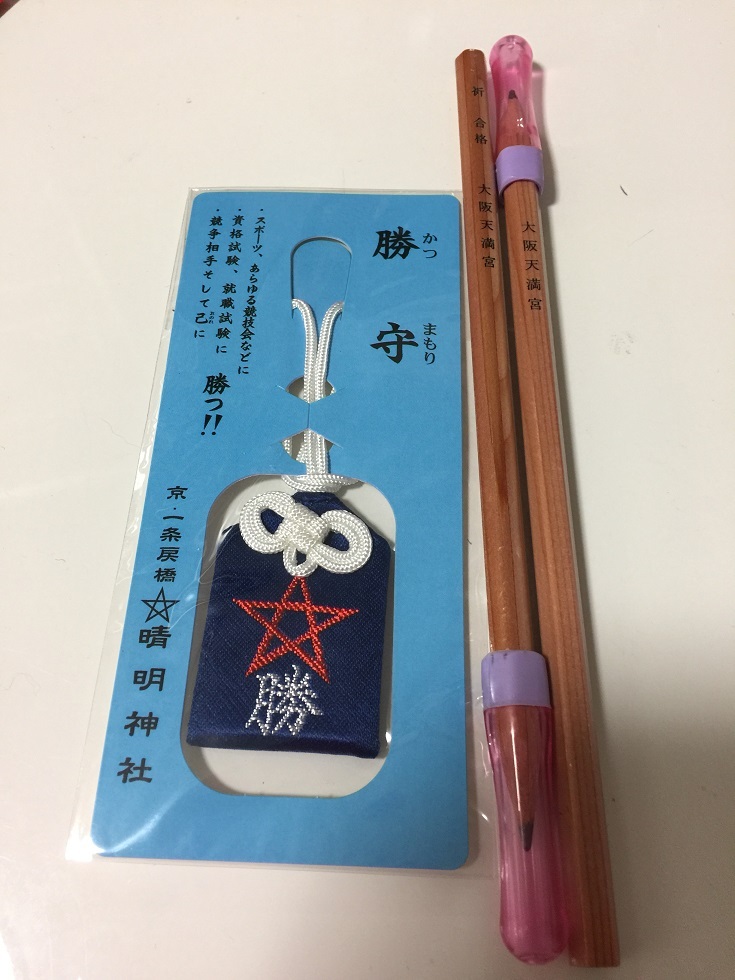 勝守
かつ まもり
・スポーツ、あらゆる競技会などに
・資格試験、就職試験に
・競争相手そして己に
おのれ
勝つ!!
京・一条戻橋
晴明神社
勝
祈 合格 大阪天満宮
大阪天満宮